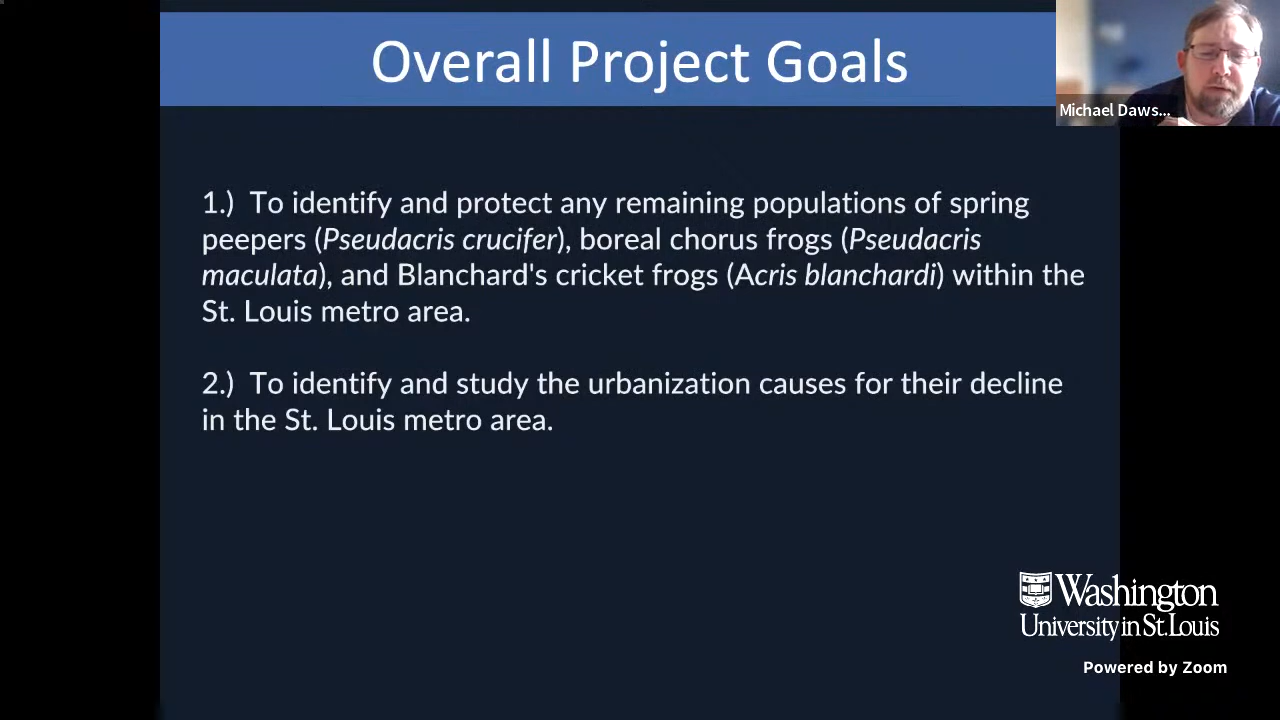 Overall Project Goals
Michael Daws...
1.) To identify and protect any remaining populations of spring
peepers (Pseudacris crucifer), boreal chorus frogs (Pseudacris
maculata), and Blanchard's cricket frogs (Acris blanchardi) within the
St. Louis metro area.
2.) To identify and study the urbanization causes for their decline
in the St. Louis metro area.
Washington
University in St. Louis
Powered by Zoom